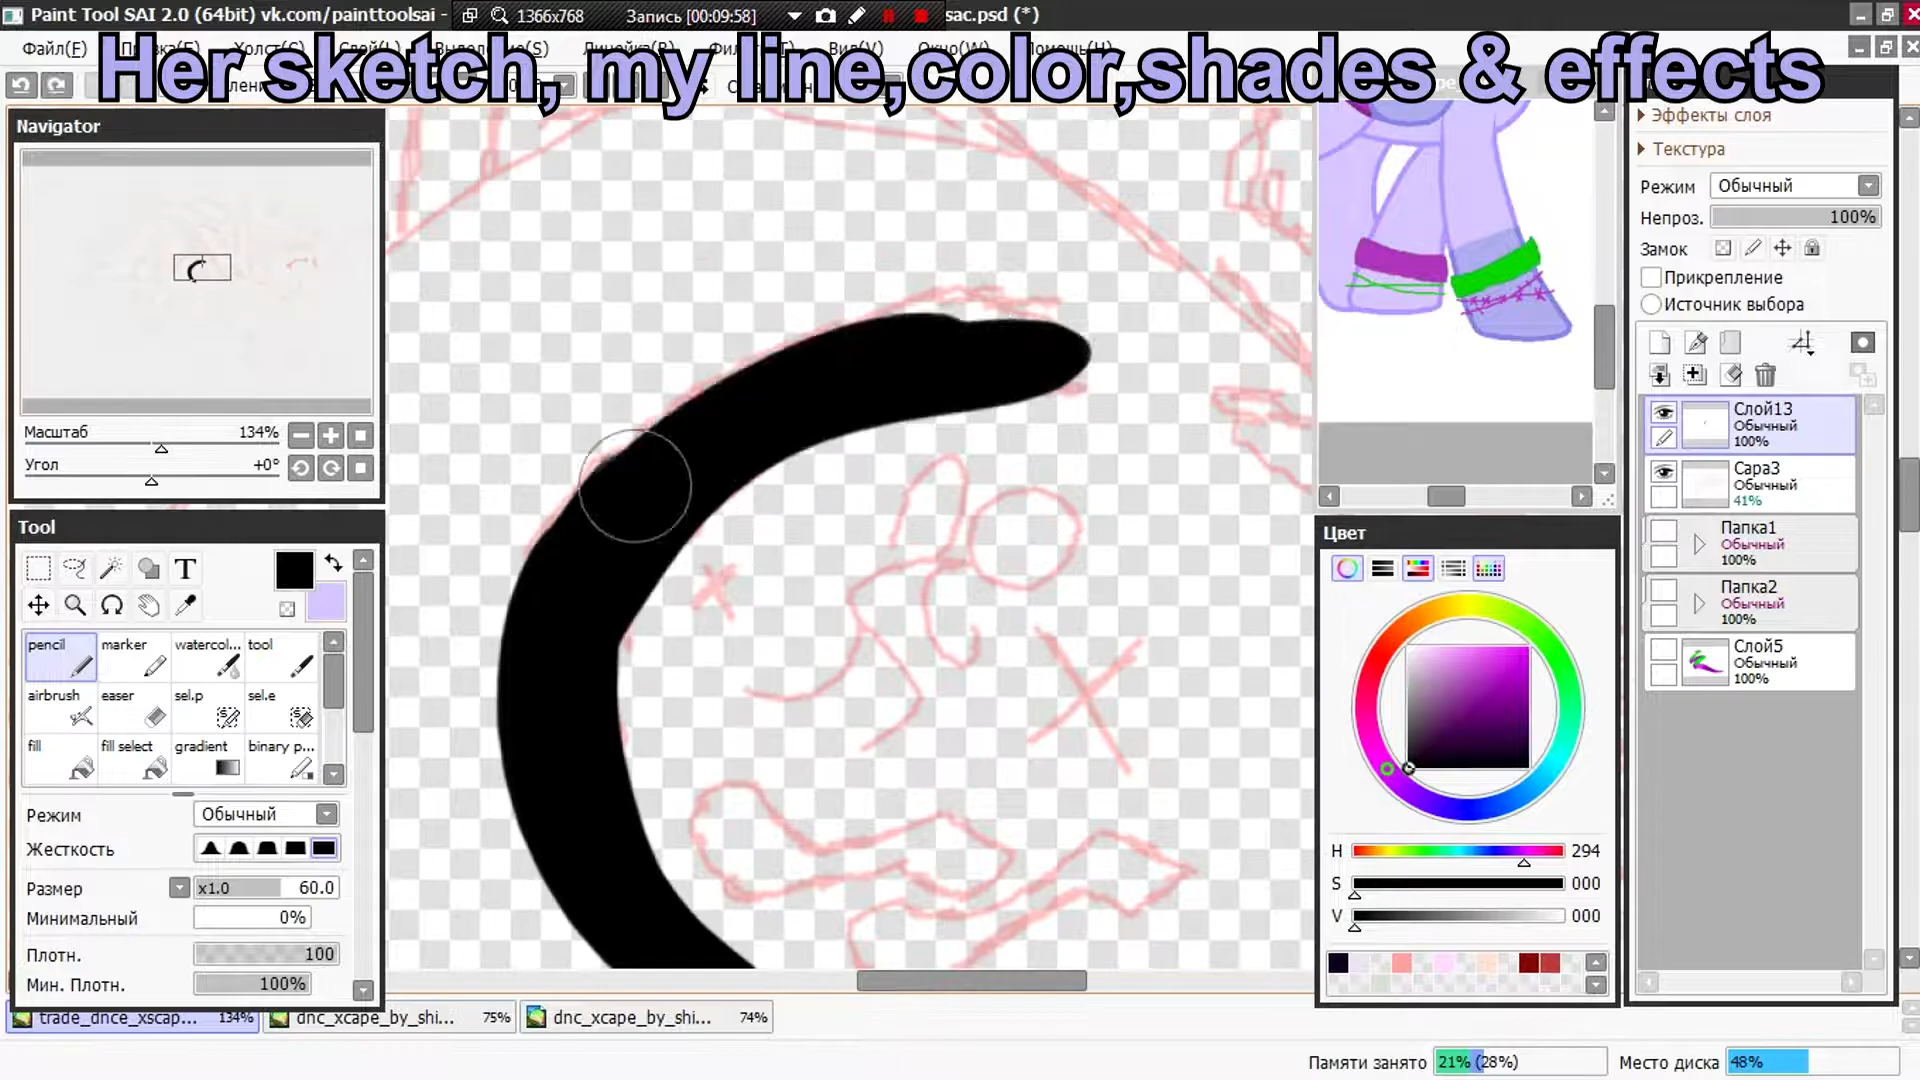 Paint Tool SAI 2.0 (64bit) vk.com/painttoolsai -
1366x768
Запись [00:09:58]
sac.psd (*)
Файл(F)
Her sketch, my line,color,shades & effects
Navigator
Масштаб 134%
Угол +0°
Tool
T
pencil
marker
watercol...
tool
airbrush
easer
sel.p
sel.e
fill
fill select
gradient
binary p...
Режим Обычный
Жесткость
Размер x1.0 60.0
Минимальный 0%
Плотн. 100
Мин. Плотн. 100%
Цвет
H 294
S 000
V 000
Эффекты слоя
Текстура
Режим Обычный
Непроз. 100%
Замок
Прикрепление
Источник выбора
Слой13
Обычный
100%
Сара3
Обычный
41%
Папка1
Обычный
100%
Папка2
Обычный
100%
Слой5
Обычный
100%
trade_dnce_xscap... 134%
dnc_xcape_by_shi... 75%
dnc_xcape_by_shi... 74%
Памяти занято 21% (28%)
Место диска 48%